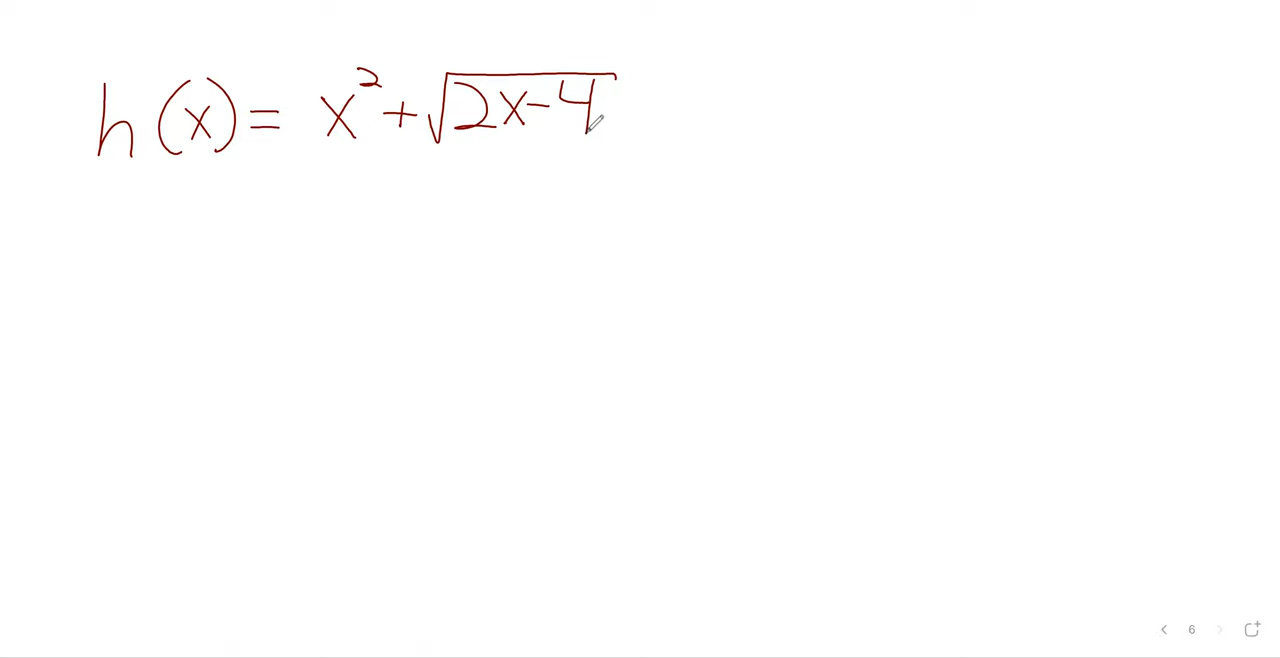 h(x) = x² + √(2x-4)
6